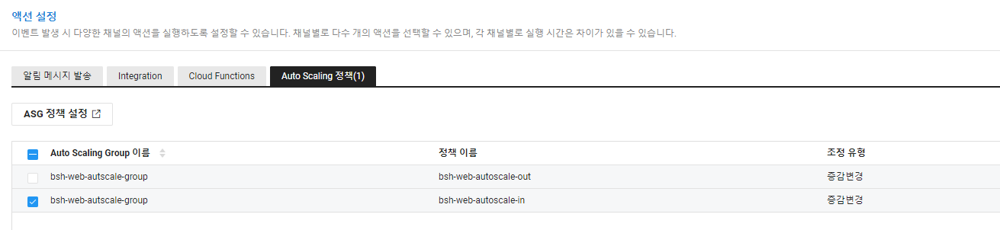 액션 설정
이벤트 발생 시 다양한 채널의 액션을 실행하도록 설정할 수 있습니다. 채널별로 다수 개의 액션을 선택할 수 있으며, 각 채널별로 실행 시간은 차이가 있을 수 있습니다.
알림 메시지 발송 Integration Cloud Functions Auto Scaling 정책(1)
ASG 정책 설정
Auto Scaling Group 이름 정책 이름 조정 유형
bsh-web-autscale-group bsh-web-autoscale-out 증감변경
bsh-web-autscale-group bsh-web-autoscale-in 증감변경